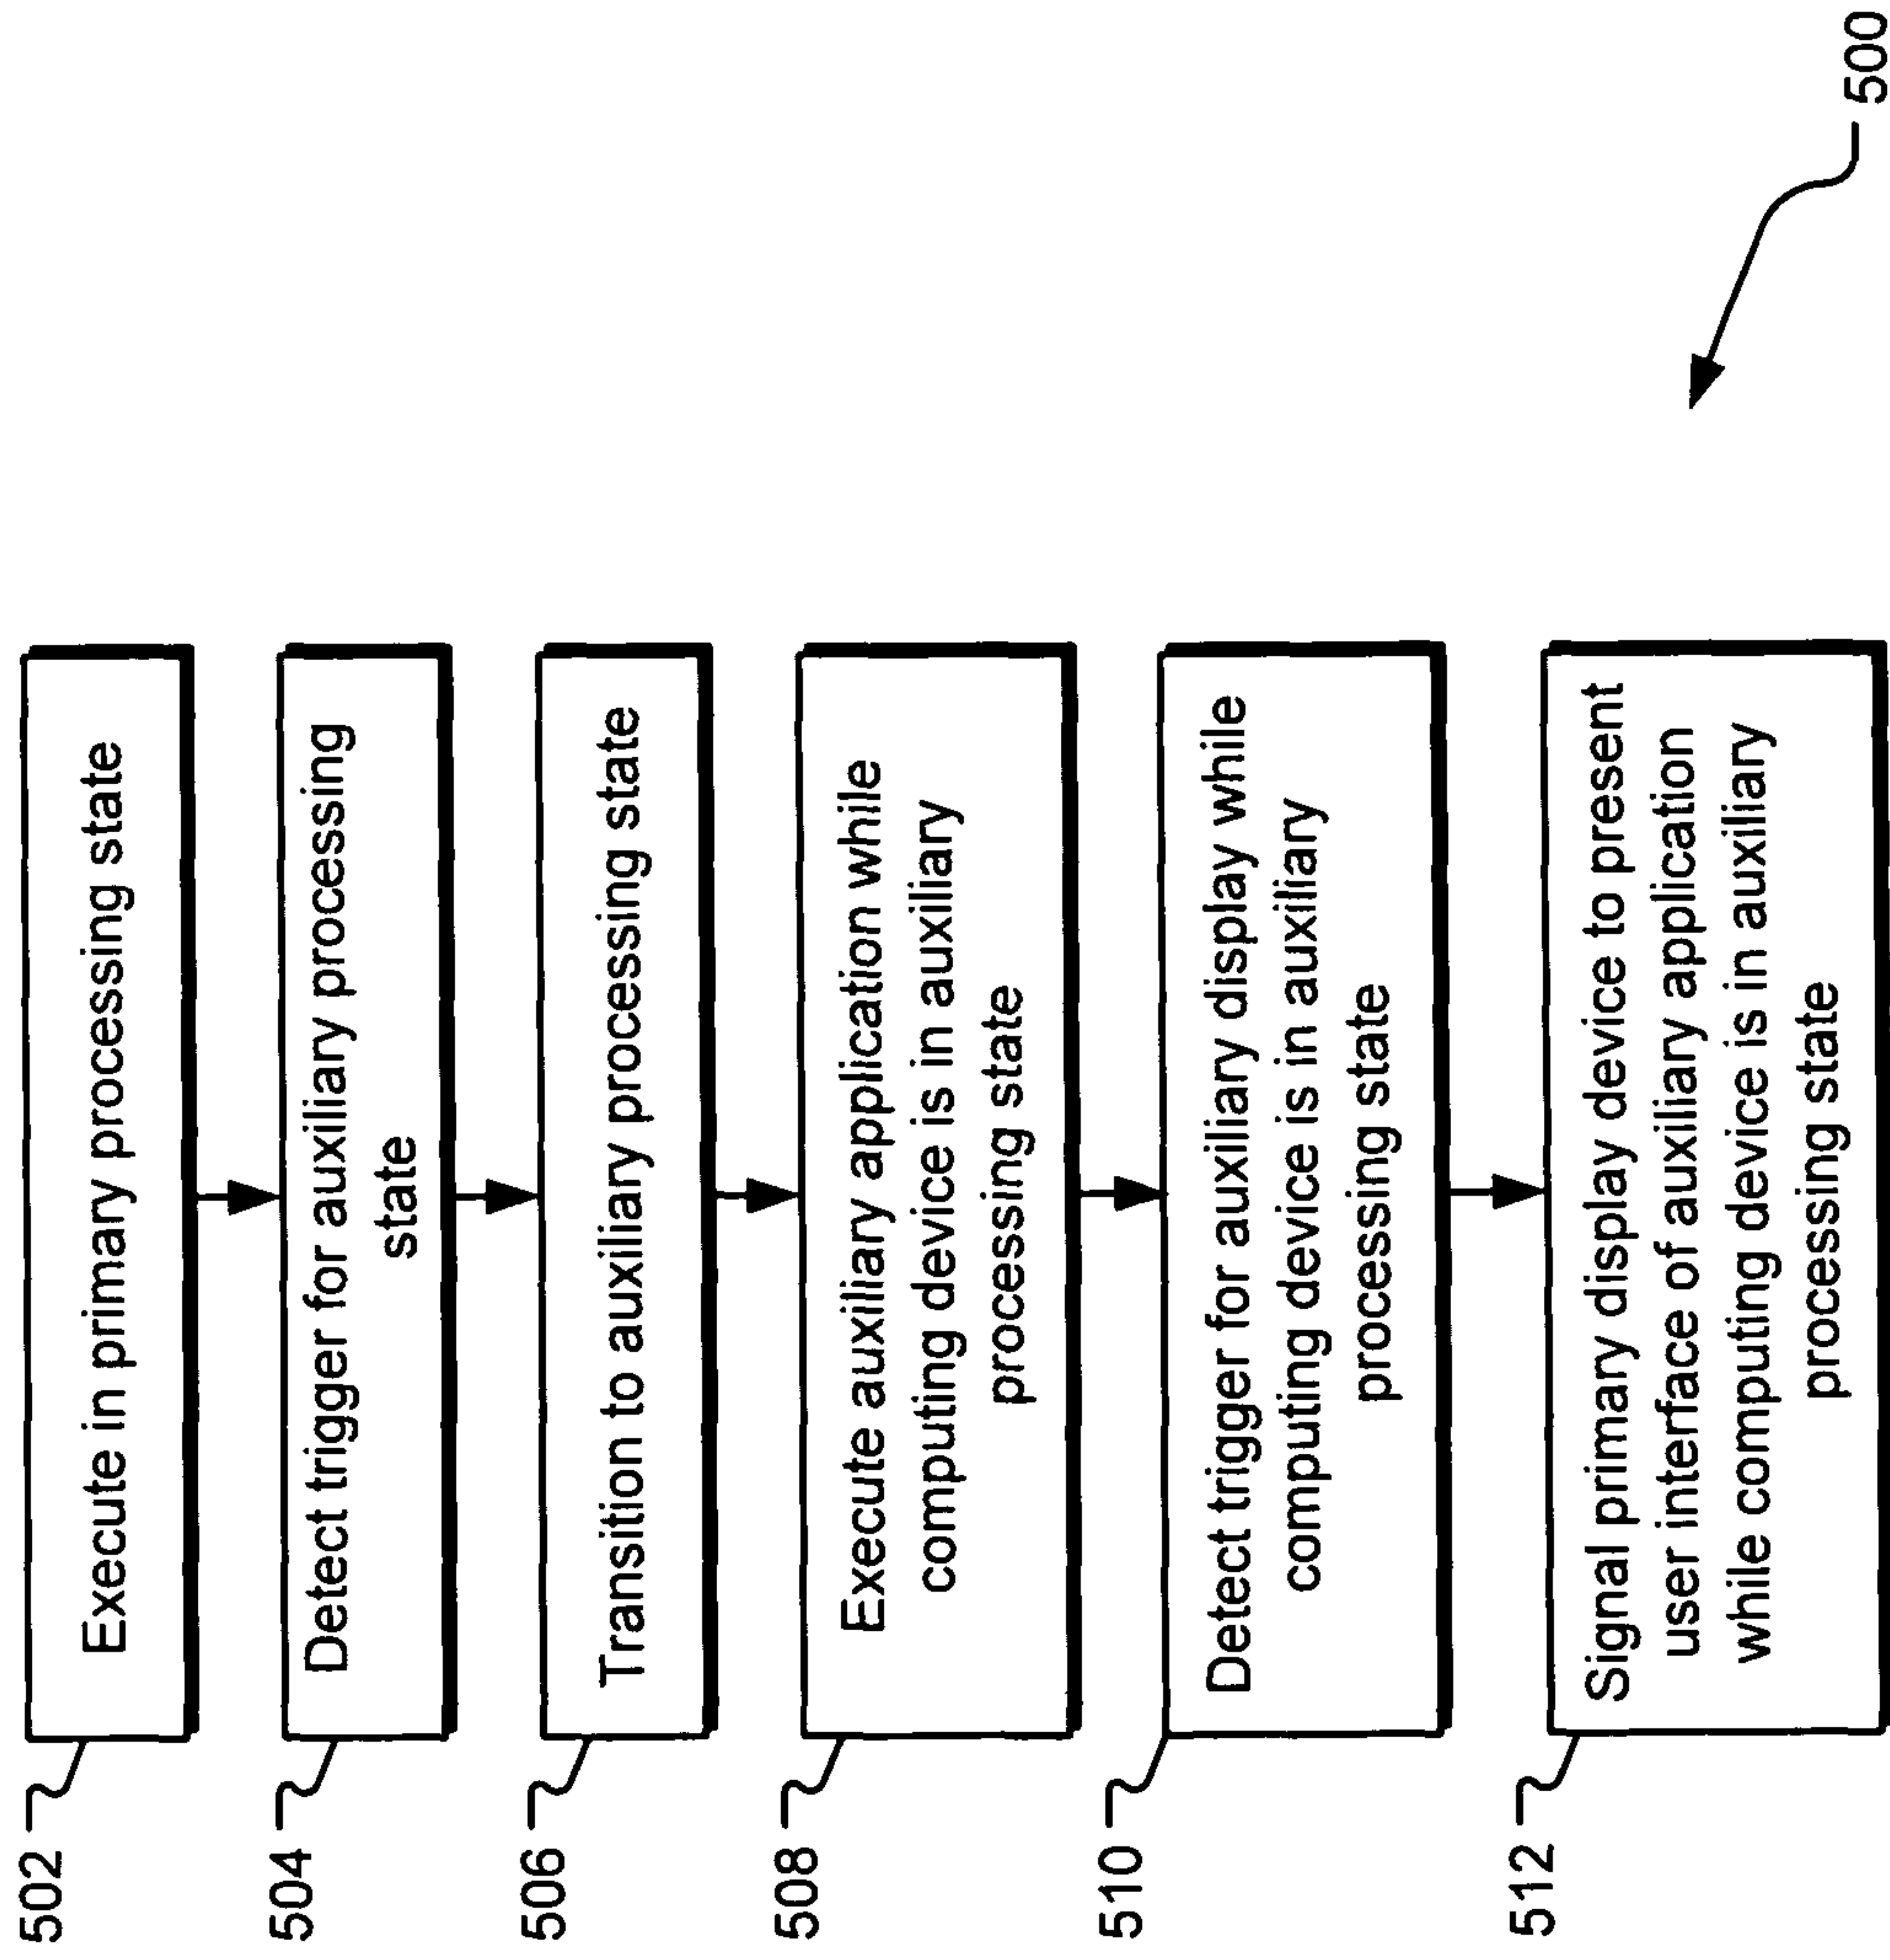 502
Execute in primary processing state
504
Detect trigger for auxiliary processing
state
506
Transition to auxiliary processing state
508
Execute auxiliary application while
computing device is in auxiliary
processing state
510
Detect trigger for auxiliary display while
computing device is in auxiliary
processing state
512
Signal primary display device to present
user interface of auxiliary application
while computing device is in auxiliary
processing state
500